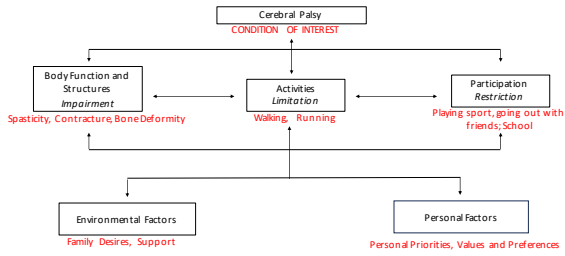 Cerebral Palsy
CONDITION OF INTEREST
Body Function and
Structures
Impairment
Spasticity, Contracture, Bone Deformity
Activities
Limitation
Walking, Running
Participation
Restriction
Playing sport, going out with
friends; School
Environmental Factors
Family Desires, Support
Personal Factors
Personal Priorities, Values and Preferences